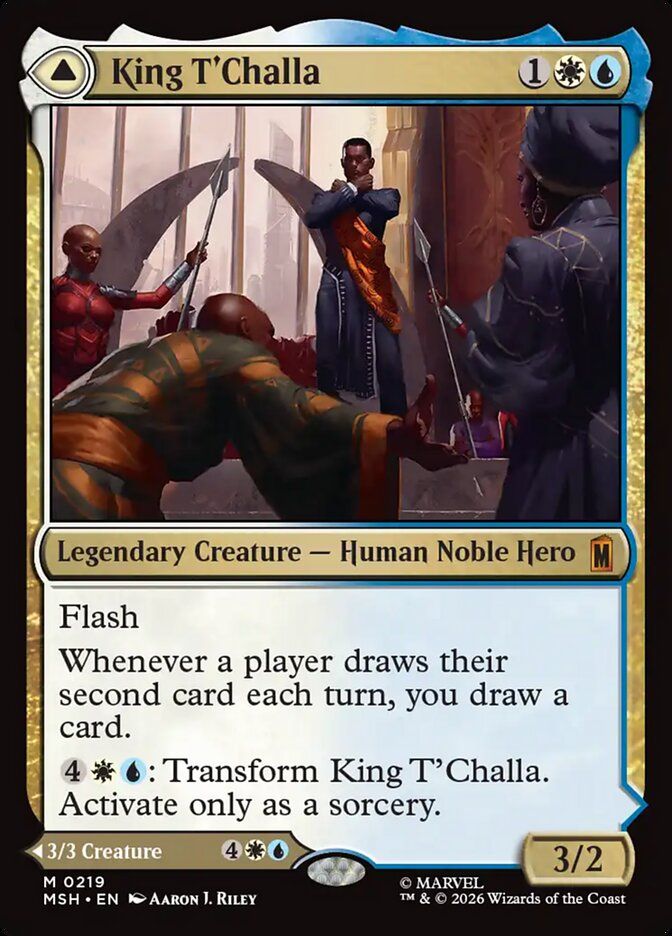 King T'Challa 1
Legendary Creature — Human Noble Hero M
Flash
Whenever a player draws their
second card each turn, you draw a
card.
4 : Transform King T'Challa.
Activate only as a sorcery.
3/3 Creature 4
3/2
M 0219
MSH • EN Aaron J. Riley
© MARVEL
™ & © 2026 Wizards of the Coast